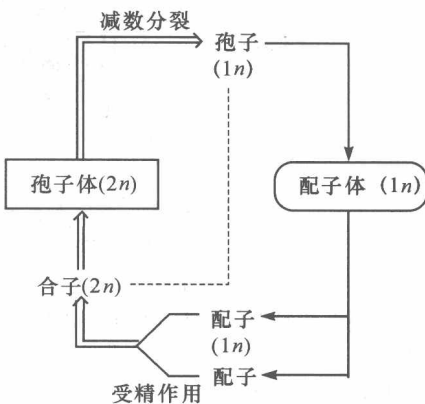 减数分裂
孢子
(1n)
孢子体(2n)
配子体 (1n)
合子(2n)
配子
(1n)
配子
受精作用